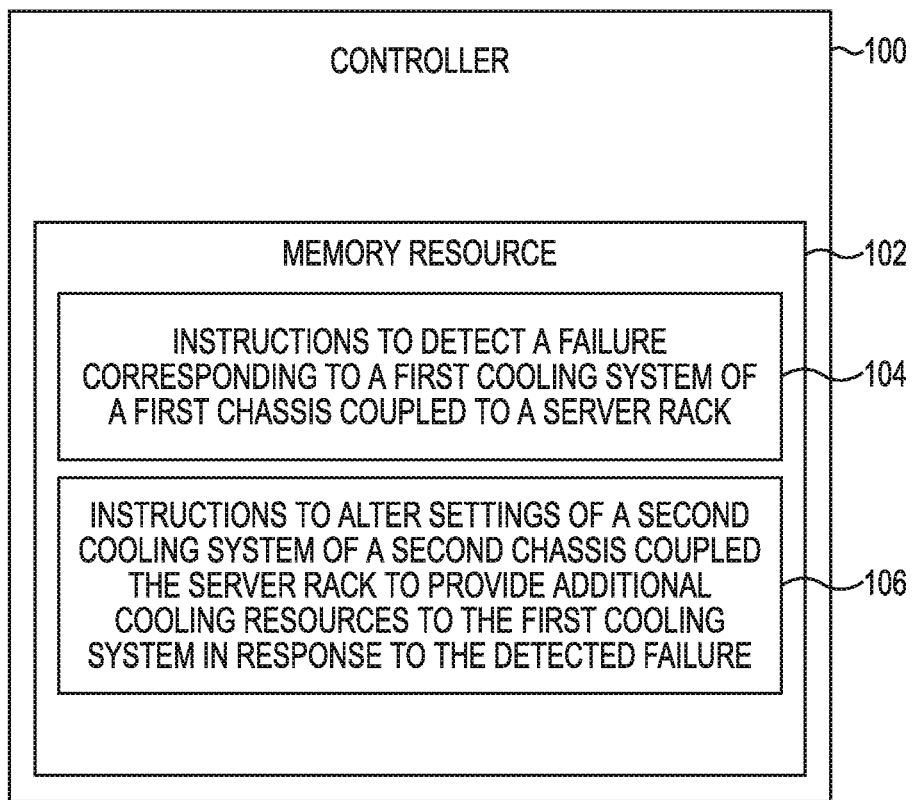 CONTROLLER
100
MEMORY RESOURCE
102
INSTRUCTIONS TO DETECT A FAILURE
CORRESPONDING TO A FIRST COOLING SYSTEM OF
A FIRST CHASSIS COUPLED TO A SERVER RACK
104
INSTRUCTIONS TO ALTER SETTINGS OF A SECOND
COOLING SYSTEM OF A SECOND CHASSIS COUPLED
THE SERVER RACK TO PROVIDE ADDITIONAL
COOLING RESOURCES TO THE FIRST COOLING
SYSTEM IN RESPONSE TO THE DETECTED FAILURE
106